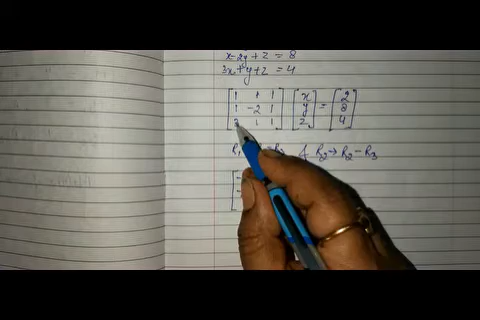 x-2y+z = 8
3x+y+z = 4
[1 1 1] [x] = [2]
[1 -2 1] [y] [8]
[3 1 1] [z] [4]
R₁ & R₂ → R₂ - R₃